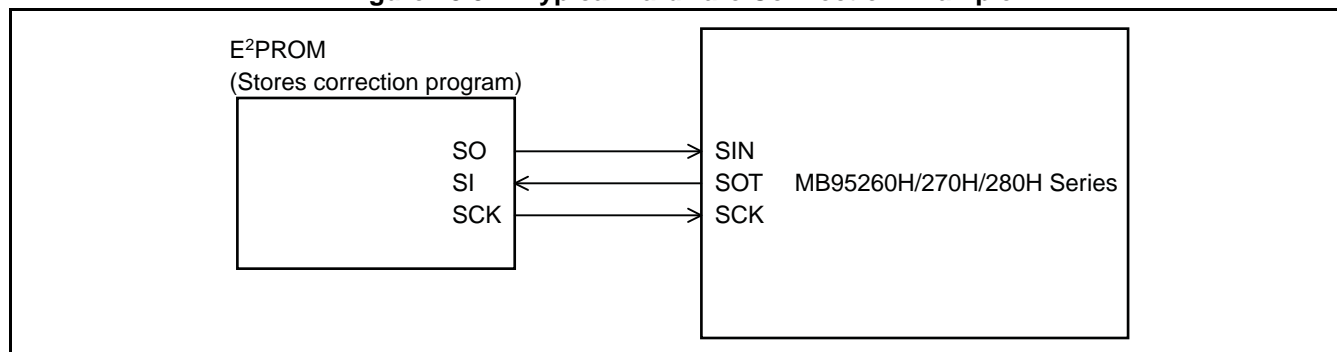 E²PROM
(Stores correction program)
SO
SI
SCK
SIN
SOT MB95260H/270H/280H Series
SCK